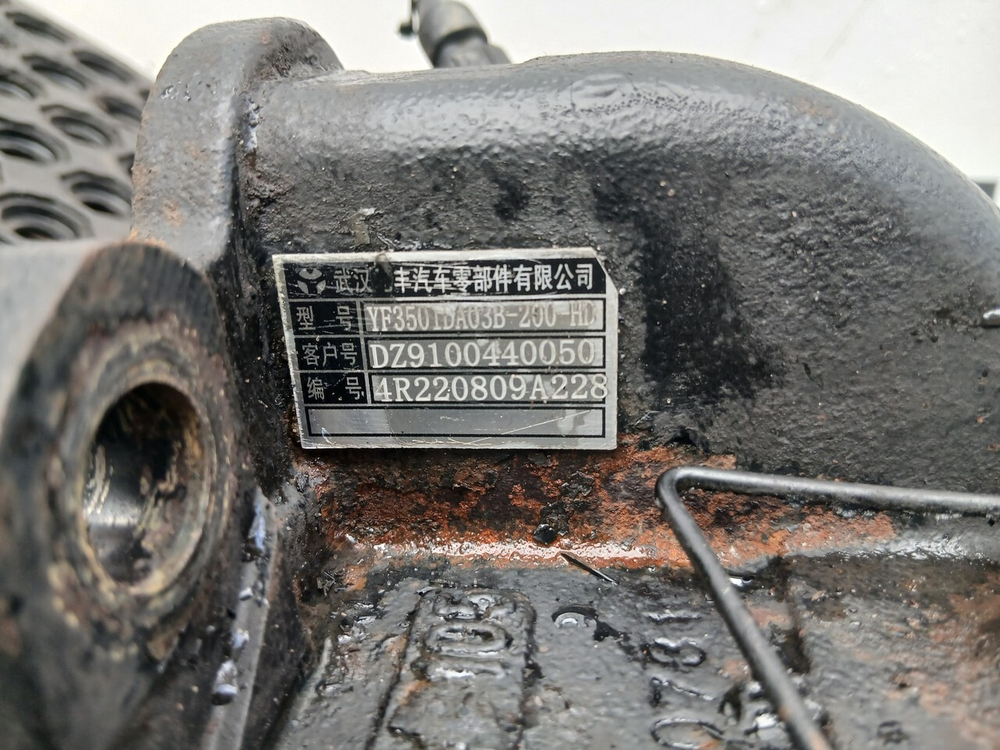 武汉 丰汽车零部件有限公司
型 号 YF3501DA03B-200-HD
客户号 DZ9100440050
编 号 4R220809A228